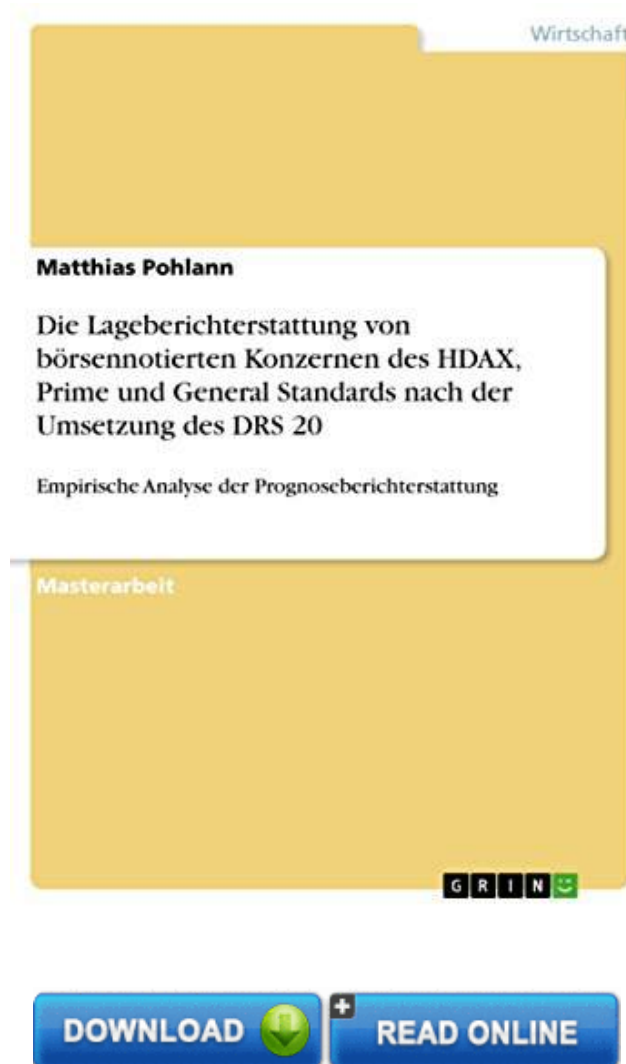 Wirtschaft
Matthias Pohlann
Die Lageberichterstattung von
börsennotierten Konzernen des HDAX,
Prime und General Standards nach der
Umsetzung des DRS 20
Empirische Analyse der Prognoseberichterstattung
Masterarbeit
GRIN
DOWNLOAD
READ ONLINE